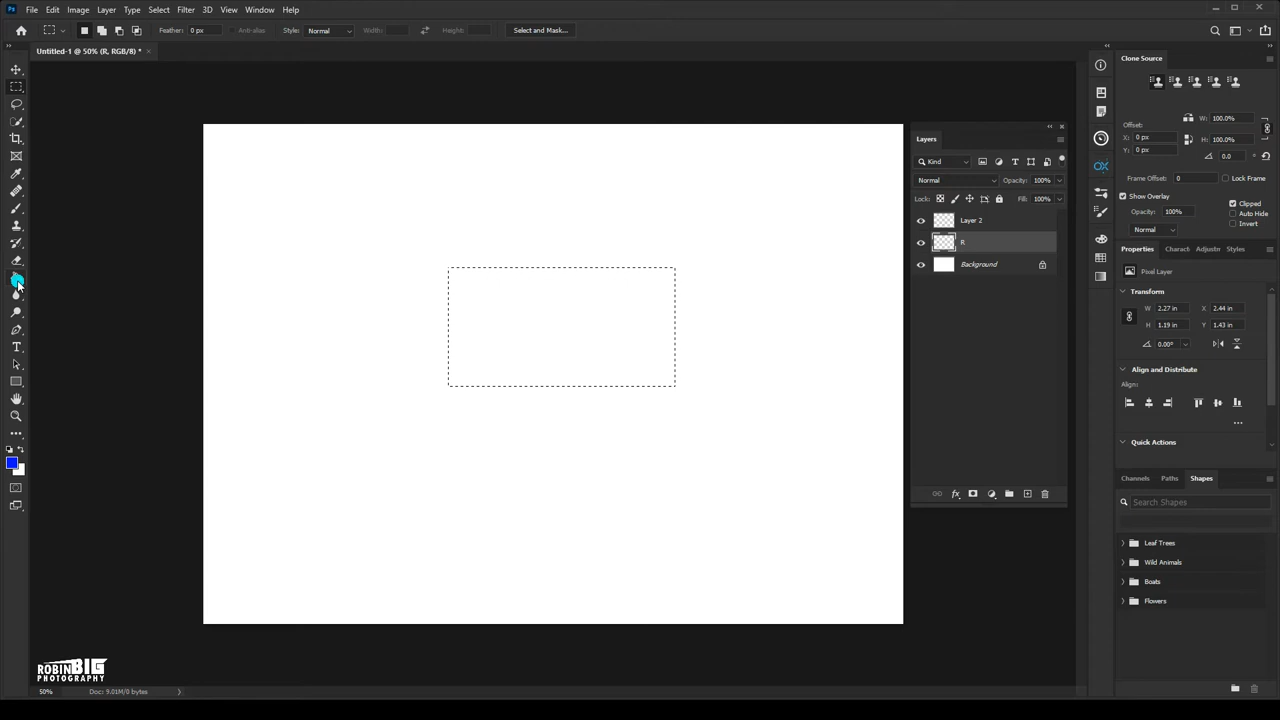 Ps File Edit Image Layer Type Select Filter 3D View Window Help
Feather: 0 px Anti-alias Style: Normal Width: Height: Select and Mask...
Untitled-1 @ 50% (R, RGB/8) * ×
Clone Source
Offset: W: 100.0%
X: 0 px H: 100.0%
Y: 0 px 0.0
Frame Offset: 0 Lock Frame
Show Overlay Clipped
Opacity: 100% Auto Hide
Normal Invert
Layers
Kind
Normal Opacity: 100%
Lock: Fill: 100%
Layer 2
R
Background
Properties Charact Adjustm Styles
Pixel Layer
Transform
W 2.27 in X 2.44 in
H 1.19 in Y 1.43 in
0.00°
Align and Distribute
Align:
Quick Actions
Channels Paths Shapes
Search Shapes
Leaf Trees
Wild Animals
Boats
Flowers
ROBINBIG
PHOTOGRAPHY
50% Doc: 9.01M/0 bytes